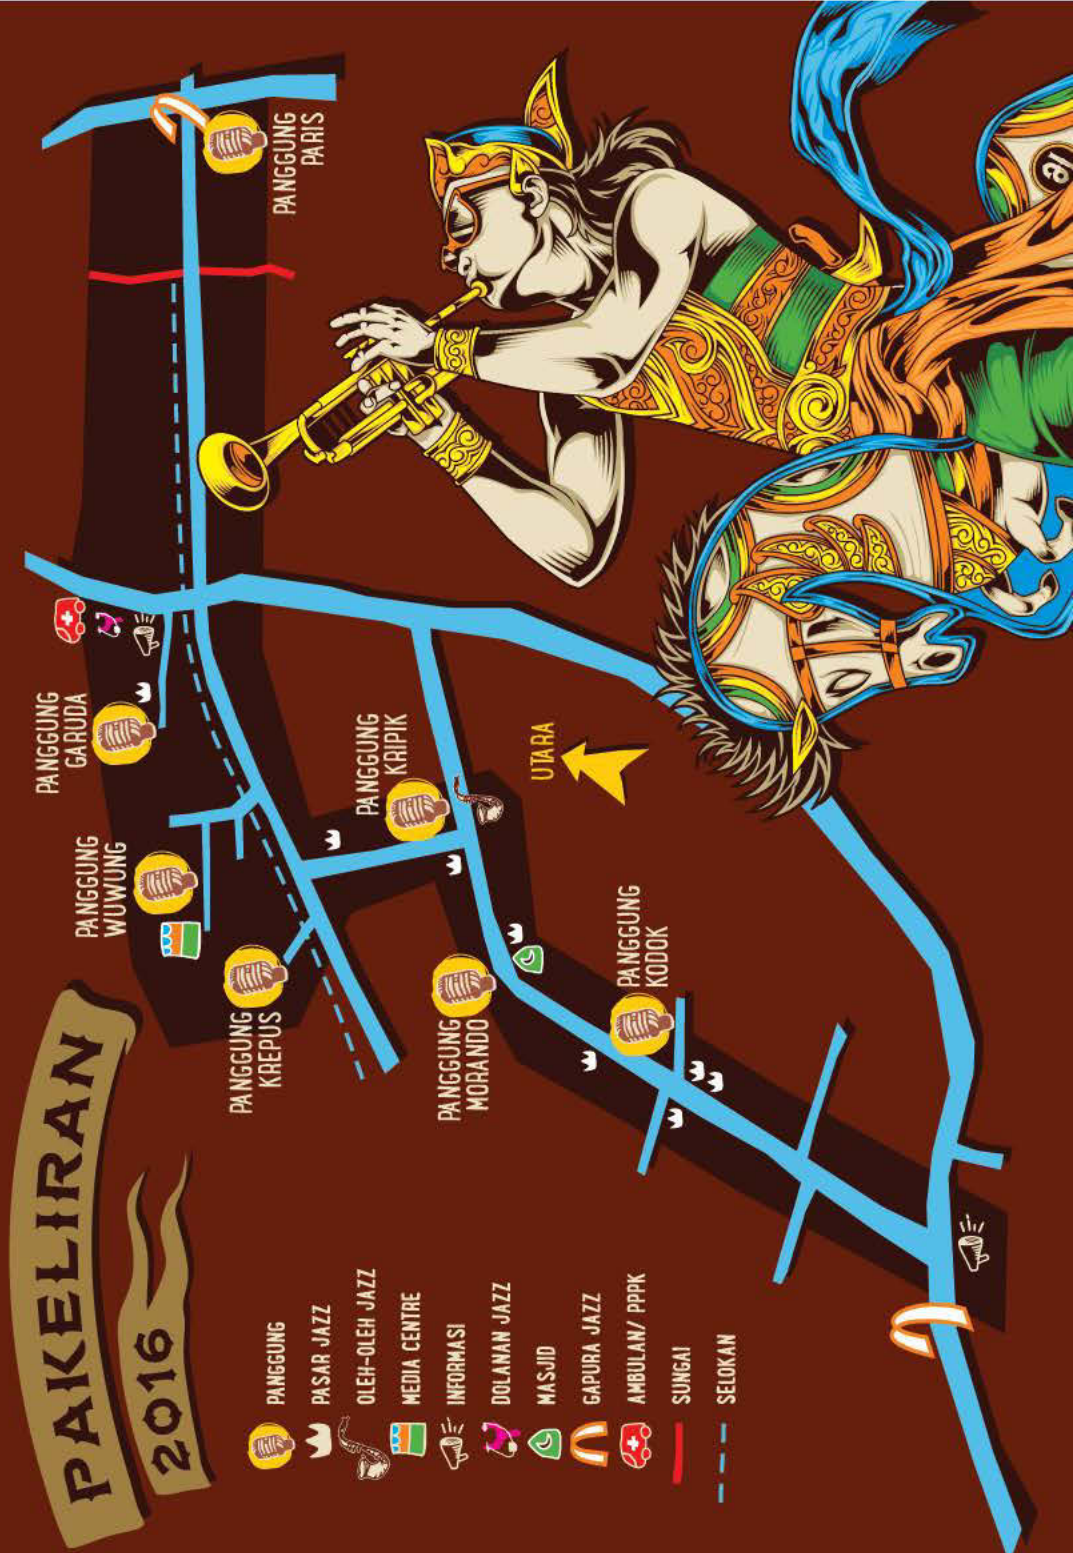 PAKELIRAN
2016
PANGGUNG
PASAR JAZZ
OLEH-OLEH JAZZ
MEDIA CENTRE
INFORMASI
DOLANAN JAZZ
MASJID
GAPURA JAZZ
AMBULAN/ PPPK
SUNGAI
SELOKAN
PANGGUNG
KREPUS
PANGGUNG
WUWUNG
PANGGUNG
GARUDA
PANGGUNG
MORANDO
PANGGUNG
KRIPIK
PANGGUNG
KODOK
UTARA
PANGGUNG
PARIS